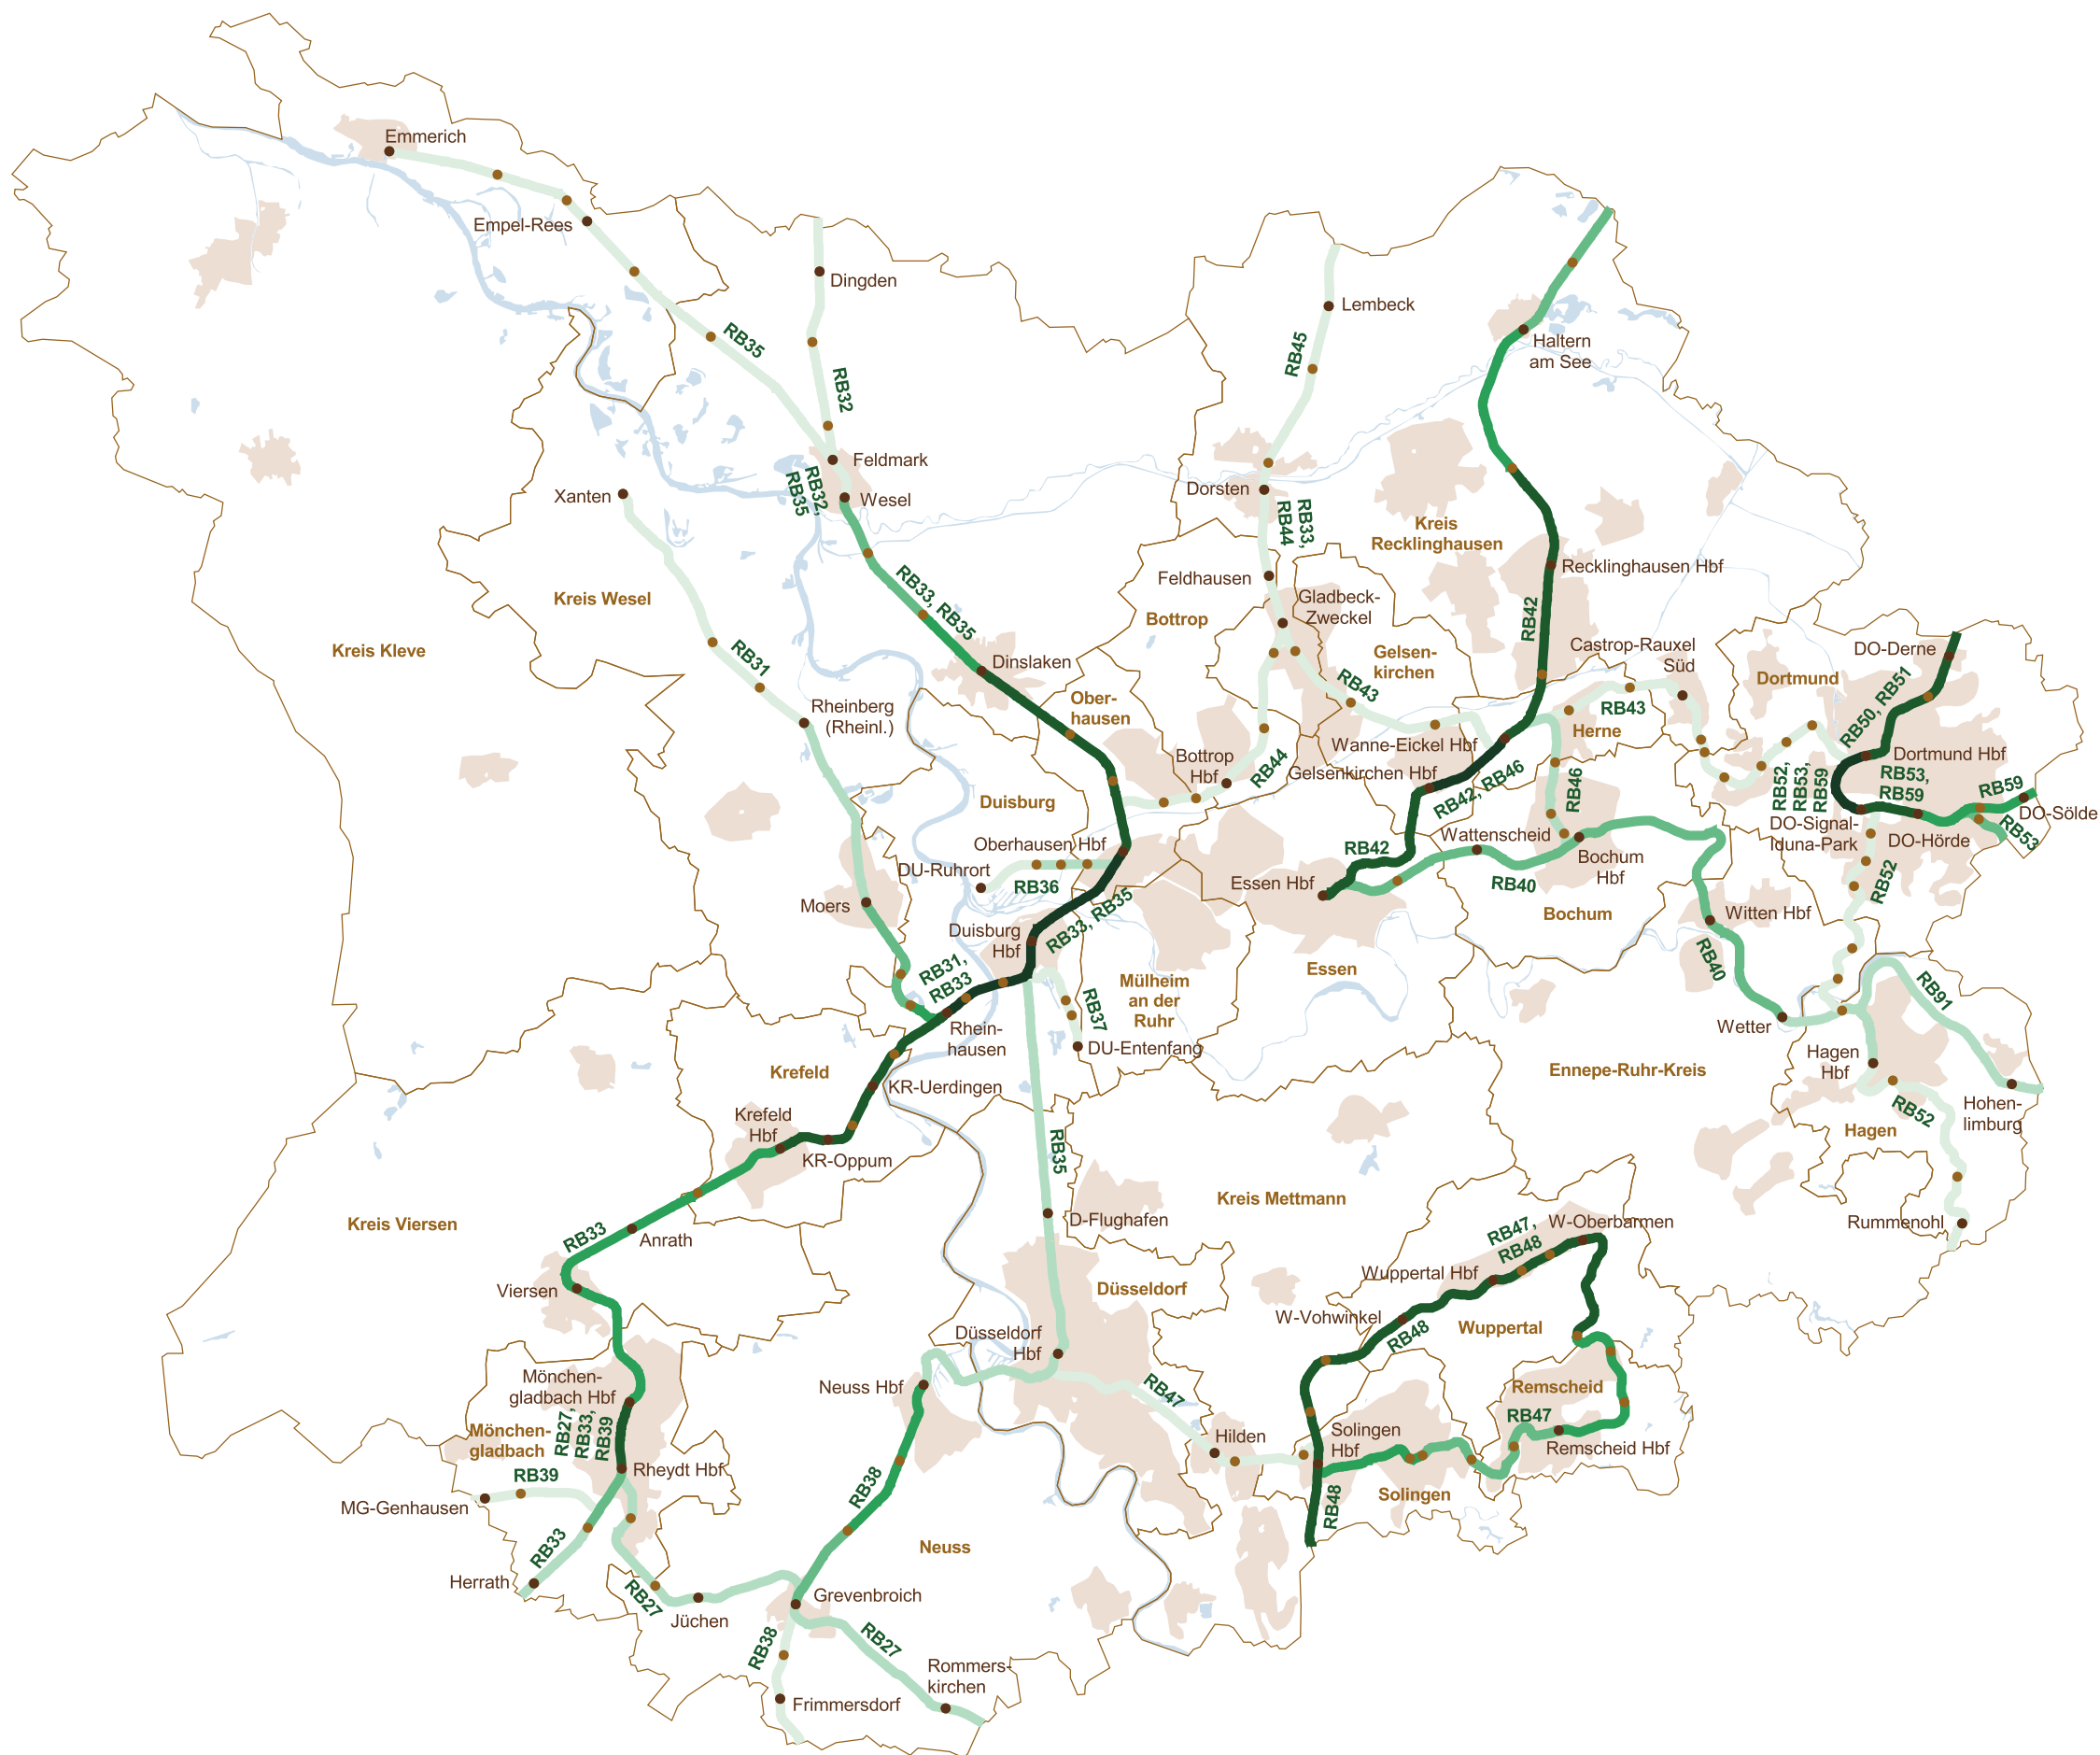 Emmerich
Empel-Rees
Dingden
RB35
RB32
Lembeck
RB45
Haltern
am See
Feldmark
Wesel
RB32,
RB35
Xanten
Dorsten
RB33,
RB44
Kreis
Recklinghausen
Recklinghausen Hbf
Feldhausen
Gladbeck-
Zweckel
Kreis Wesel
RB33, RB35
Bottrop
RB42
Kreis Kleve
RB31
Dinslaken
Gelsen-
kirchen
Castrop-Rauxel
Süd
DO-Derne
Dortmund
Ober-
hausen
RB43
RB43
RB50, RB51
Rheinberg
(Rheinl.)
Herne
Wanne-Eickel Hbf
Dortmund Hbf
Bottrop
Hbf
RB44
Gelsenkirchen Hbf
RB42, RB46
RB46
RB52,
RB53,
RB59
RB53,
RB59
RB59
DO-Sölde
Duisburg
DO-Signal-
Iduna-Park
DO-Hörde
RB53
Oberhausen Hbf
Wattenscheid
Bochum
Hbf
RB42
DU-Ruhrort
RB36
Essen Hbf
RB40
RB52
Moers
Bochum
Witten Hbf
Duisburg
Hbf
RB33, RB35
RB40
RB31,
RB33
Essen
Mülheim
an der
Ruhr
RB37
RB91
Rhein-
hausen
DU-Entenfang
Wetter
Krefeld
KR-Uerdingen
Ennepe-Ruhr-Kreis
Hagen
Hbf
Hohen-
limburg
RB52
Hagen
Krefeld
Hbf
KR-Oppum
RB35
Kreis Mettmann
Kreis Viersen
D-Flughafen
RB33
Anrath
RB47,
RB48
W-Oberbarmen
Rummenohl
Wuppertal Hbf
Viersen
Düsseldorf
W-Vohwinkel
RB48
Wuppertal
Düsseldorf
Hbf
Mönchen-
gladbach Hbf
Neuss Hbf
RB47
Remscheid
RB47
Mönchen-
gladbach
RB27,
RB33,
RB39
Hilden
Solingen
Hbf
Remscheid Hbf
Rheydt Hbf
RB39
MG-Genhausen
RB38
RB48
Solingen
RB33
Neuss
Herrath
RB27
Jüchen
Grevenbroich
RB38
RB27
Rommers-
kirchen
Frimmersdorf